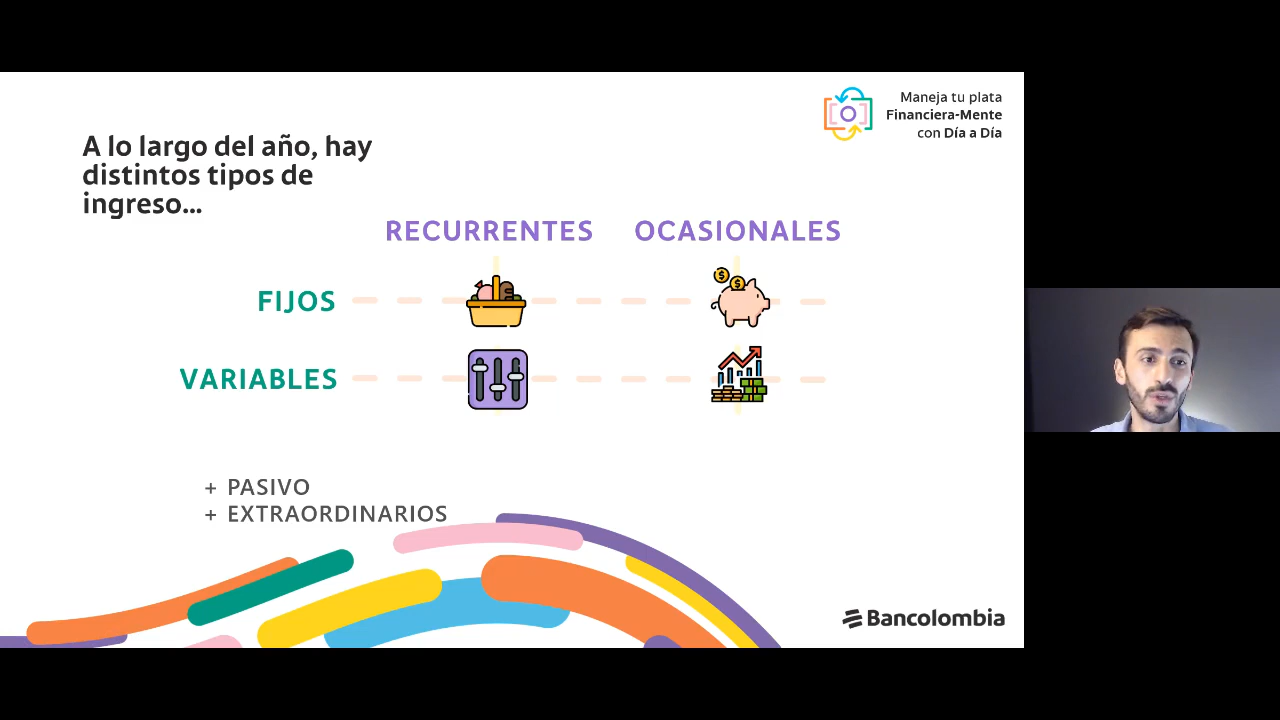 Maneja tu plata
Financiera-Mente
con Día a Día
A lo largo del año, hay
distintos tipos de
ingreso...
RECURRENTES OCASIONALES
FIJOS
VARIABLES
+ PASIVO
+ EXTRAORDINARIOS
Bancolombia